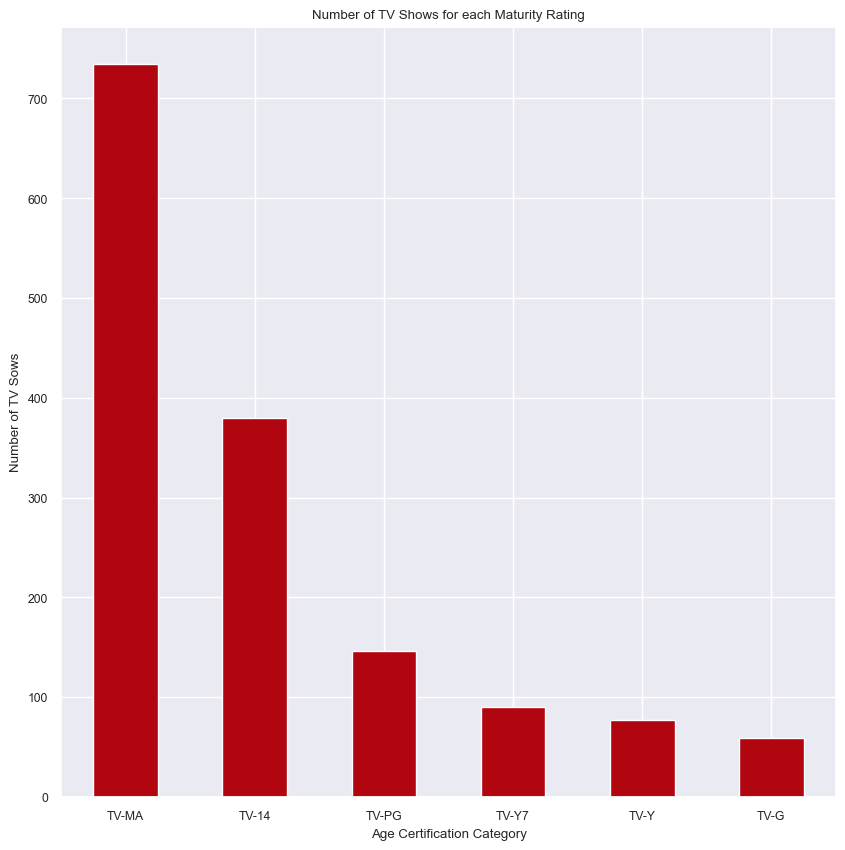 Number of TV Shows for each Maturity Rating
700
600
500
400
300
200
100
0
Number of TV Sows
TV-MA TV-14 TV-PG TV-Y7 TV-Y TV-G
Age Certification Category